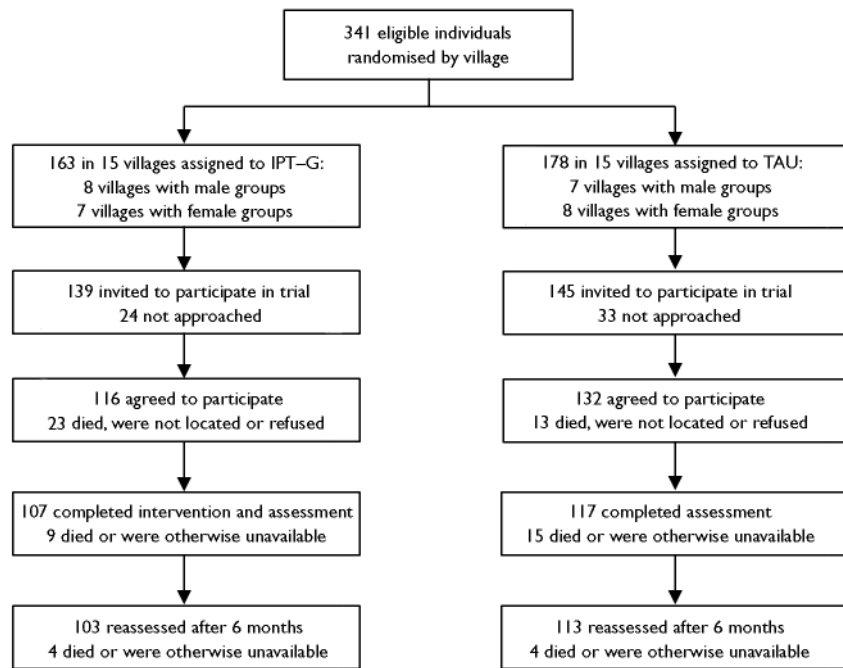 341 eligible individuals
randomised by village
163 in 15 villages assigned to IPT–G:
8 villages with male groups
7 villages with female groups
178 in 15 villages assigned to TAU:
7 villages with male groups
8 villages with female groups
139 invited to participate in trial
24 not approached
145 invited to participate in trial
33 not approached
116 agreed to participate
23 died, were not located or refused
132 agreed to participate
13 died, were not located or refused
107 completed intervention and assessment
9 died or were otherwise unavailable
117 completed assessment
15 died or were otherwise unavailable
103 reassessed after 6 months
4 died or were otherwise unavailable
113 reassessed after 6 months
4 died or were otherwise unavailable